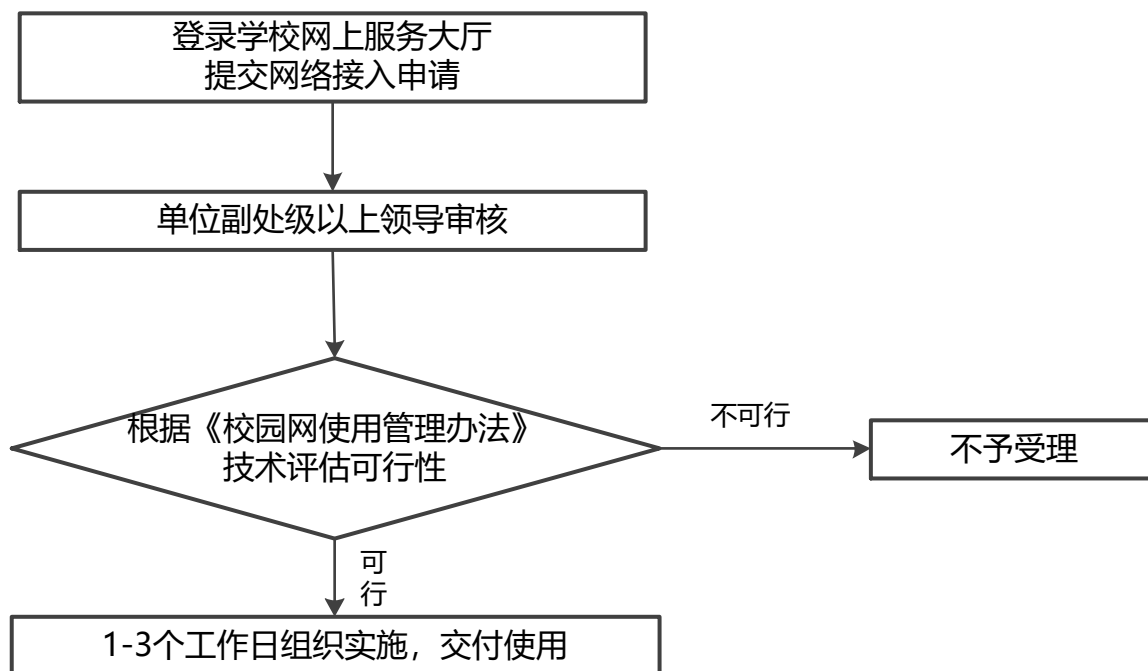 登录学校网上服务大厅
提交网络接入申请
单位副处级以上领导审核
根据《校园网使用管理办法》
技术评估可行性
不可行
不予受理
可
行
1-3个工作日组织实施，交付使用